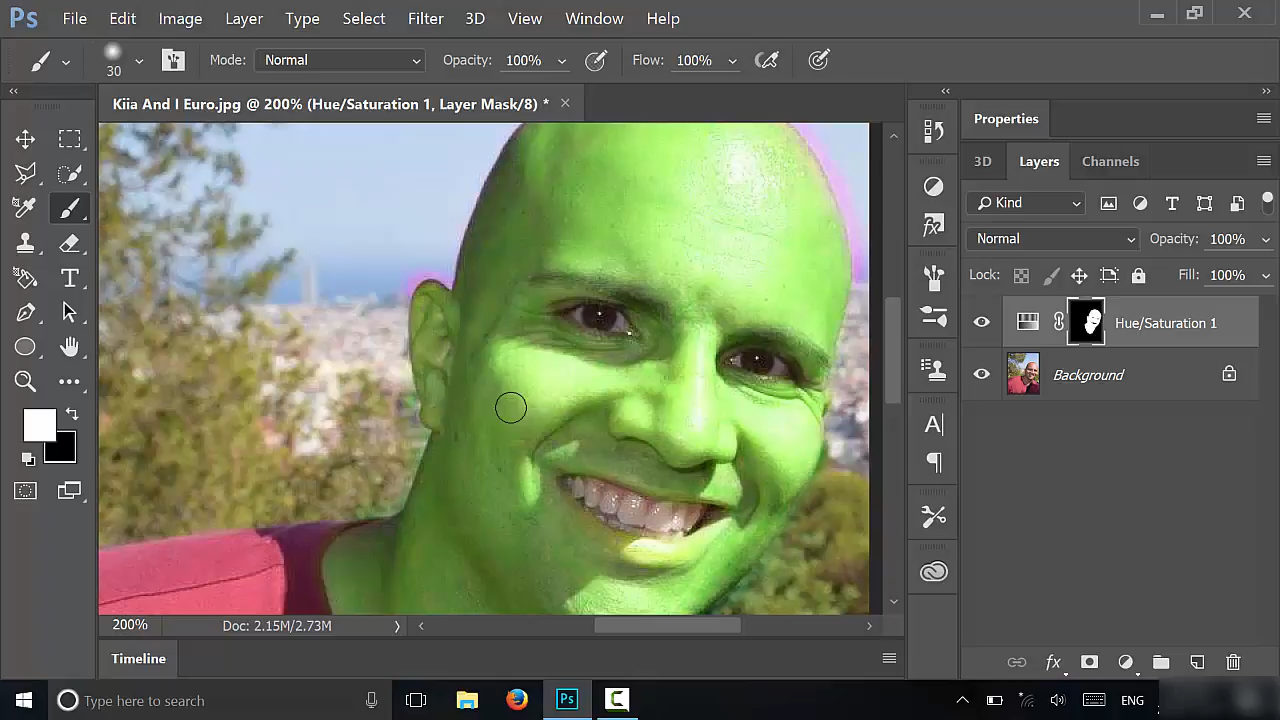 Ps File Edit Image Layer Type Select Filter 3D View Window Help
30 Mode: Normal Opacity: 100% Flow: 100%
Kiia And I Euro.jpg @ 200% (Hue/Saturation 1, Layer Mask/8) *
Properties
3D Layers Channels
Kind
Normal Opacity: 100%
Lock: Fill: 100%
Hue/Saturation 1
Background
200% Doc: 2.15M/2.73M
Timeline
Type here to search Ps ENG